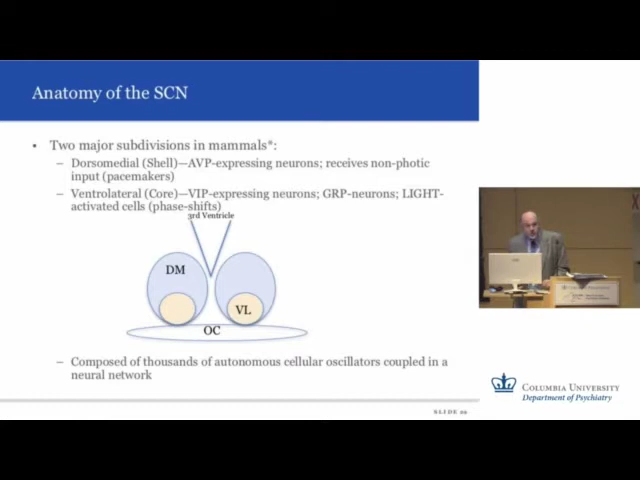 Anatomy of the SCN
• Two major subdivisions in mammals*:
– Dorsomedial (Shell)—AVP-expressing neurons; receives non-photic
input (pacemakers)
– Ventrolateral (Core)—VIP-expressing neurons; GRP-neurons; LIGHT-
activated cells (phase-shifts)
3rd Ventricle
DM
VL
OC
– Composed of thousands of autonomous cellular oscillators coupled in a
neural network
COLUMBIA UNIVERSITY
Department of Psychiatry